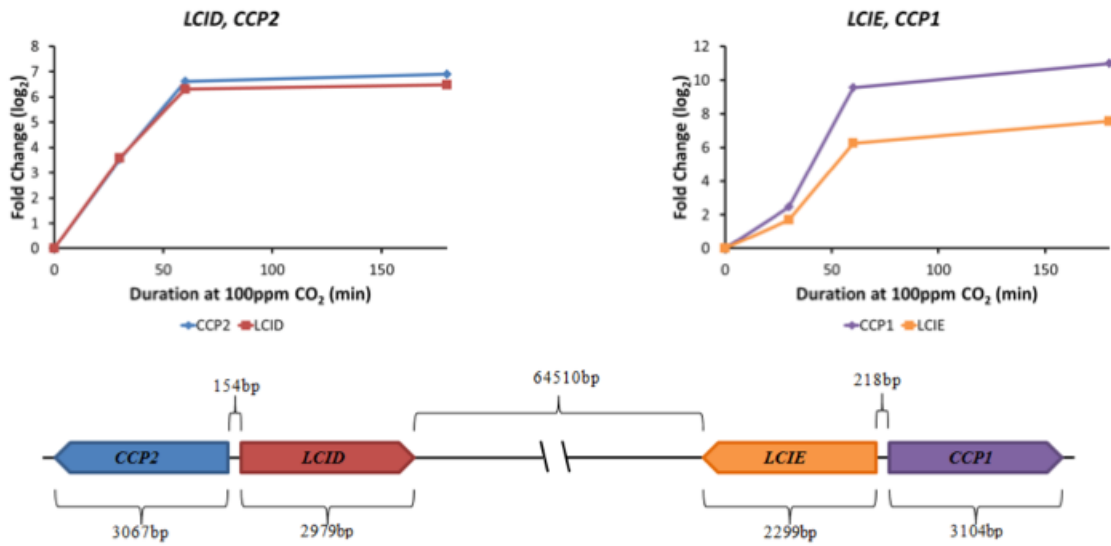 LCID, CCP2
8
7
6
5
4
3
2
1
0
Fold Change (log2)
0 50 100 150
Duration at 100ppm CO2 (min)
CCP2 LCID
LCIE, CCP1
12
10
8
6
4
2
0
Fold Change (log2)
0 50 100 150
Duration at 100ppm CO2 (min)
CCP1 LCIE
154bp 64510bp 218bp
CCP2 LCID LCIE CCP1
3067bp 2979bp 2299bp 3104bp